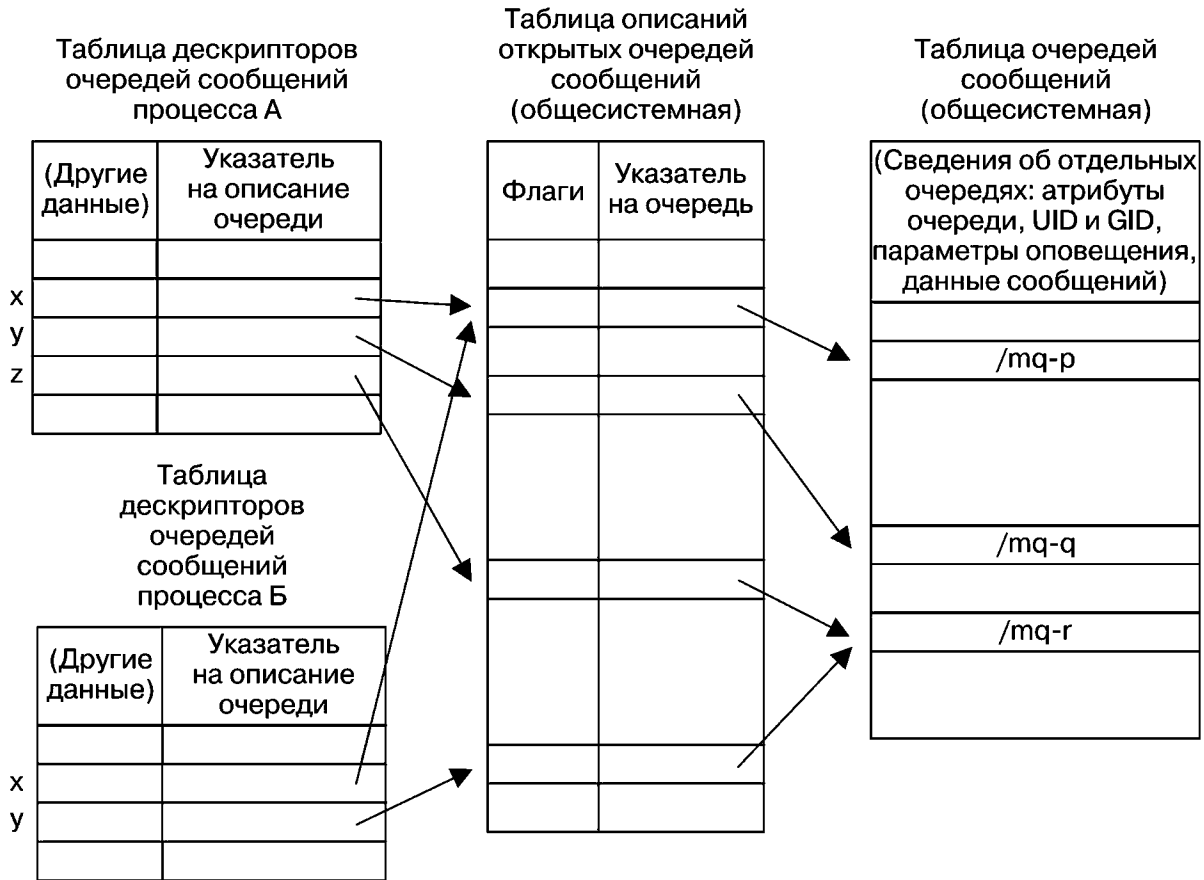 Таблица дескрипторов
очередей сообщений
процесса А
(Другие
данные)
Указатель
на описание
очереди
x
y
z
Таблица
дескрипторов
очередей
сообщений
процесса Б
(Другие
данные)
Указатель
на описание
очереди
x
y
Таблица описаний
открытых очередей
сообщений
(общесистемная)
Флаги
Указатель
на очередь
Таблица очередей
сообщений
(общесистемная)
(Сведения об отдельных
очередях: атрибуты
очереди, UID и GID,
параметры оповещения,
данные сообщений)
/mq-p
/mq-q
/mq-r